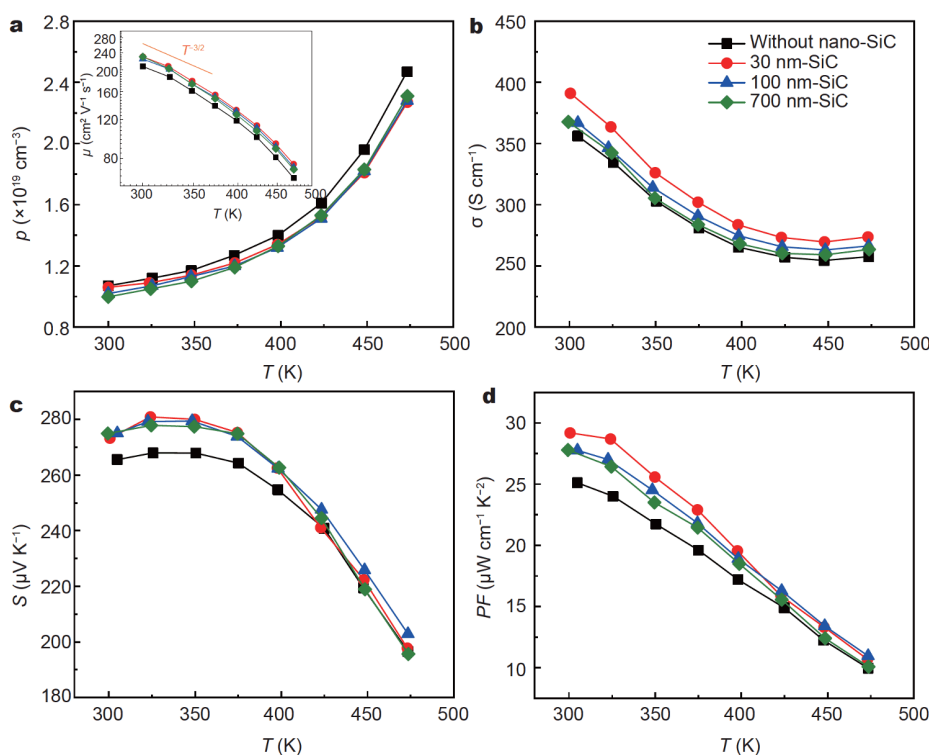 a
2.8
2.4
2.0
1.6
1.2
0.8
p (×10¹⁹ cm⁻³)
300 350 400 450 500
T (K)
280
240
200
160
120
80
μ (cm² V⁻¹ s⁻¹)
T⁻³ᐟ²
300 350 400 450 500
T (K)
b
450
400
350
300
250
200
σ (S cm⁻¹)
Without nano-SiC
30 nm-SiC
100 nm-SiC
700 nm-SiC
300 350 400 450 500
T (K)
c
280
260
240
220
200
180
S (μV K⁻¹)
300 350 400 450 500
T (K)
d
30
25
20
15
10
PF (μW cm⁻¹ K⁻²)
300 350 400 450 500
T (K)